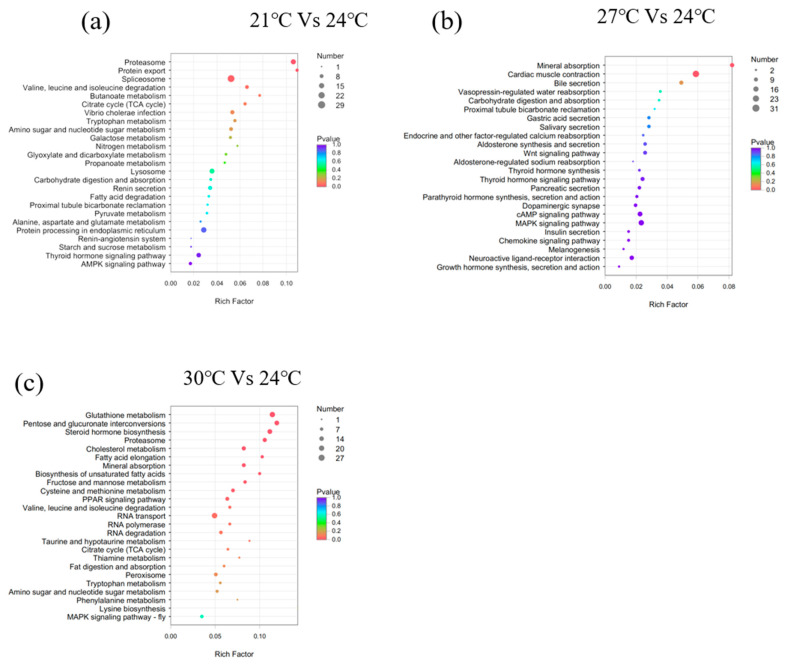 (a)
21℃ Vs 24℃
Proteasome
Protein export
Spliceosome
Valine, leucine and isoleucine degradation
Butanoate metabolism
Citrate cycle (TCA cycle)
Vibrio cholerae infection
Tryptophan metabolism
Amino sugar and nucleotide sugar metabolism
Galactose metabolism
Nitrogen metabolism
Glyoxylate and dicarboxylate metabolism
Propanoate metabolism
Lysosome
Carbohydrate digestion and absorption
Renin secretion
Fatty acid degradation
Proximal tubule bicarbonate reclamation
Pyruvate metabolism
Alanine, aspartate and glutamate metabolism
Protein processing in endoplasmic reticulum
Renin-angiotensin system
Starch and sucrose metabolism
Thyroid hormone signaling pathway
AMPK signaling pathway
0.00 0.02 0.04 0.06 0.08 0.10
Rich Factor
Number
1
8
15
22
29
Pvalue
1.0
0.8
0.6
0.4
0.2
0.0
(b)
27℃ Vs 24℃
Mineral absorption
Cardiac muscle contraction
Bile secretion
Vasopressin-regulated water reabsorption
Carbohydrate digestion and absorption
Proximal tubule bicarbonate reclamation
Gastric acid secretion
Salivary secretion
Endocrine and other factor-regulated calcium reabsorption
Aldosterone synthesis and secretion
Wnt signaling pathway
Aldosterone-regulated sodium reabsorption
Thyroid hormone synthesis
Thyroid hormone signaling pathway
Pancreatic secretion
Parathyroid hormone synthesis, secretion and action
Dopaminergic synapse
cAMP signaling pathway
MAPK signaling pathway
Insulin secretion
Chemokine signaling pathway
Melanogenesis
Neuroactive ligand-receptor interaction
Growth hormone synthesis, secretion and action
0.00 0.02 0.04 0.06 0.08
Rich Factor
Number
2
9
16
23
31
Pvalue
1.0
0.8
0.6
0.4
0.2
0.0
(c)
30℃ Vs 24℃
Glutathione metabolism
Pentose and glucuronate interconversions
Steroid hormone biosynthesis
Proteasome
Cholesterol metabolism
Fatty acid elongation
Mineral absorption
Biosynthesis of unsaturated fatty acids
Fructose and mannose metabolism
Cysteine and methionine metabolism
PPAR signaling pathway
Valine, leucine and isoleucine degradation
RNA transport
RNA polymerase
RNA degradation
Taurine and hypotaurine metabolism
Citrate cycle (TCA cycle)
Thiamine metabolism
Fat digestion and absorption
Peroxisome
Tryptophan metabolism
Amino sugar and nucleotide sugar metabolism
Phenylalanine metabolism
Lysine biosynthesis
MAPK signaling pathway - fly
0.00 0.05 0.10
Rich Factor
Number
1
7
14
20
27
Pvalue
1.0
0.8
0.6
0.4
0.2
0.0